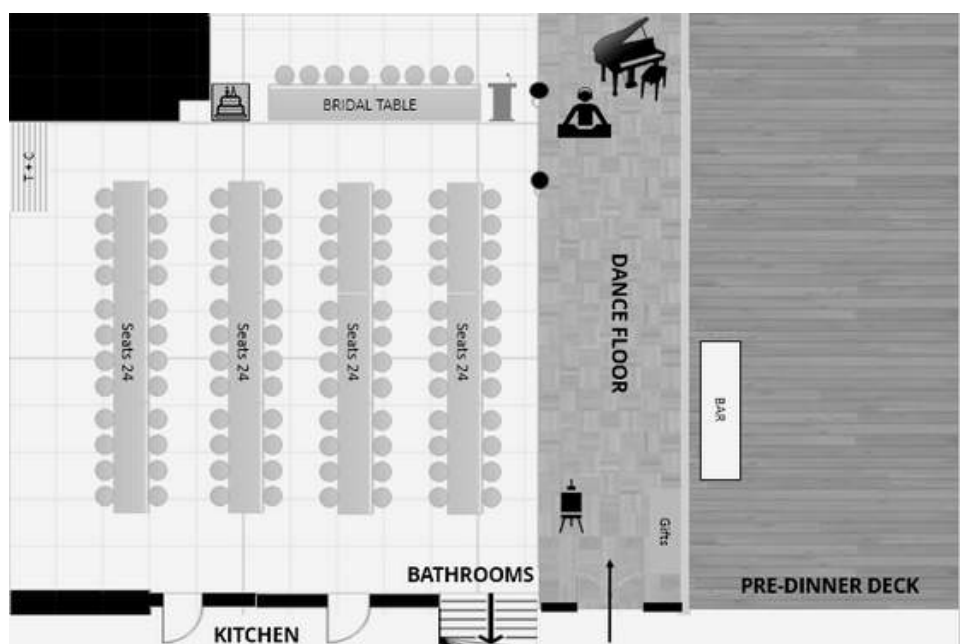 BRIDAL TABLE
C + T
Seats 24
Seats 24
Seats 24
Seats 24
DANCE FLOOR
BAR
Gifts
BATHROOMS
PRE-DINNER DECK
KITCHEN